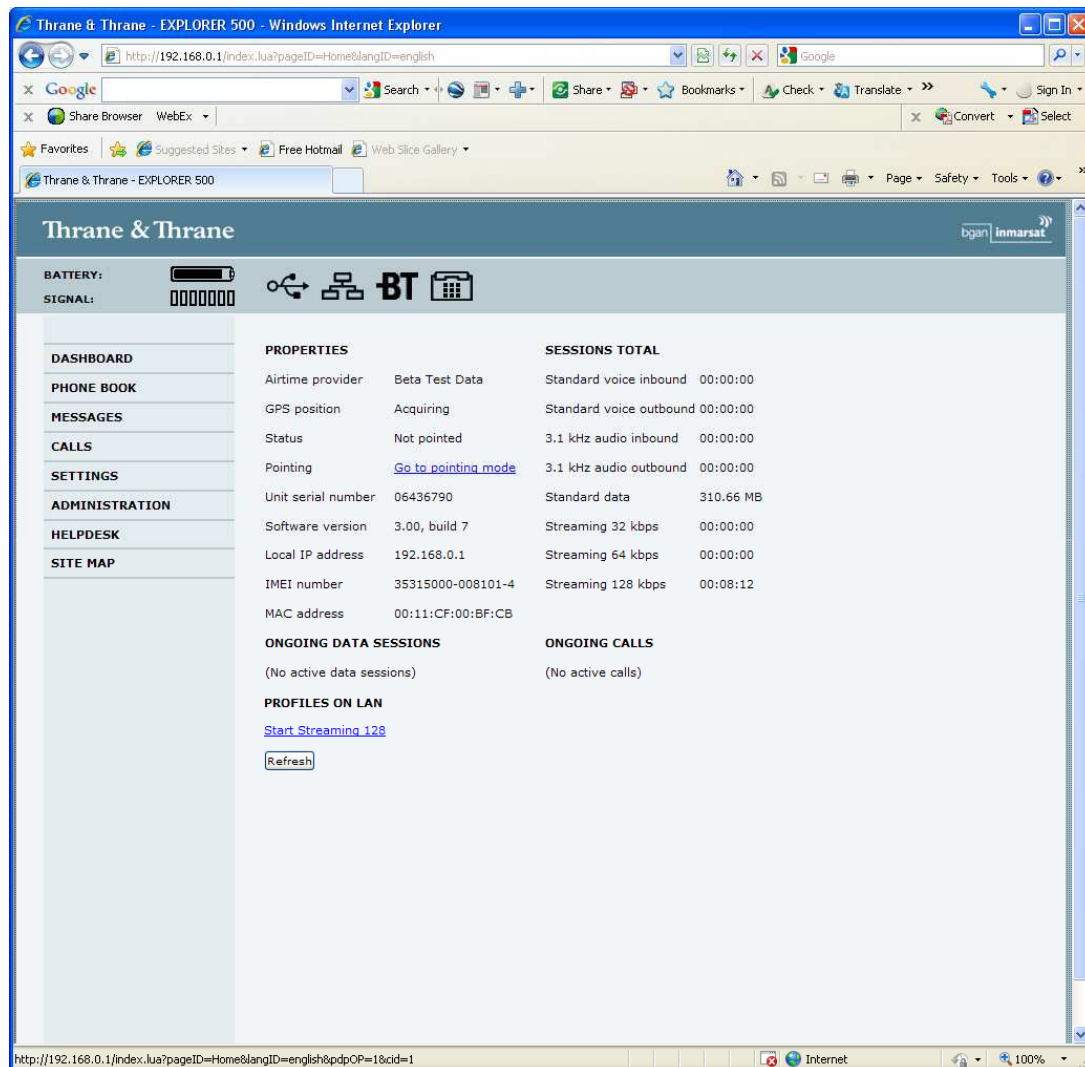 Thrane & Thrane - EXPLORER 500 - Windows Internet Explorer
http://192.168.0.1/index.lua?pageID=Home&langID=english
Google
Google Search Share Bookmarks Check Translate » Sign In
Share Browser WebEx Convert Select
Favorites Suggested Sites Free Hotmail Web Slice Gallery
Thrane & Thrane - EXPLORER 500 Page Safety Tools »
Thrane & Thrane bgan inmarsat
BATTERY:
SIGNAL:
BT
DASHBOARD
PHONE BOOK
MESSAGES
CALLS
SETTINGS
ADMINISTRATION
HELPDESK
SITE MAP
PROPERTIES
Airtime provider Beta Test Data
GPS position Acquiring
Status Not pointed
Pointing Go to pointing mode
Unit serial number 06436790
Software version 3.00, build 7
Local IP address 192.168.0.1
IMEI number 35315000-008101-4
MAC address 00:11:CF:00:BF:CB
SESSIONS TOTAL
Standard voice inbound 00:00:00
Standard voice outbound 00:00:00
3.1 kHz audio inbound 00:00:00
3.1 kHz audio outbound 00:00:00
Standard data 310.66 MB
Streaming 32 kbps 00:00:00
Streaming 64 kbps 00:00:00
Streaming 128 kbps 00:08:12
ONGOING DATA SESSIONS
(No active data sessions)
ONGOING CALLS
(No active calls)
PROFILES ON LAN
Start Streaming 128
Refresh
http://192.168.0.1/index.lua?pageID=Home&langID=english&pdpOP=1&cid=1 Internet 100%